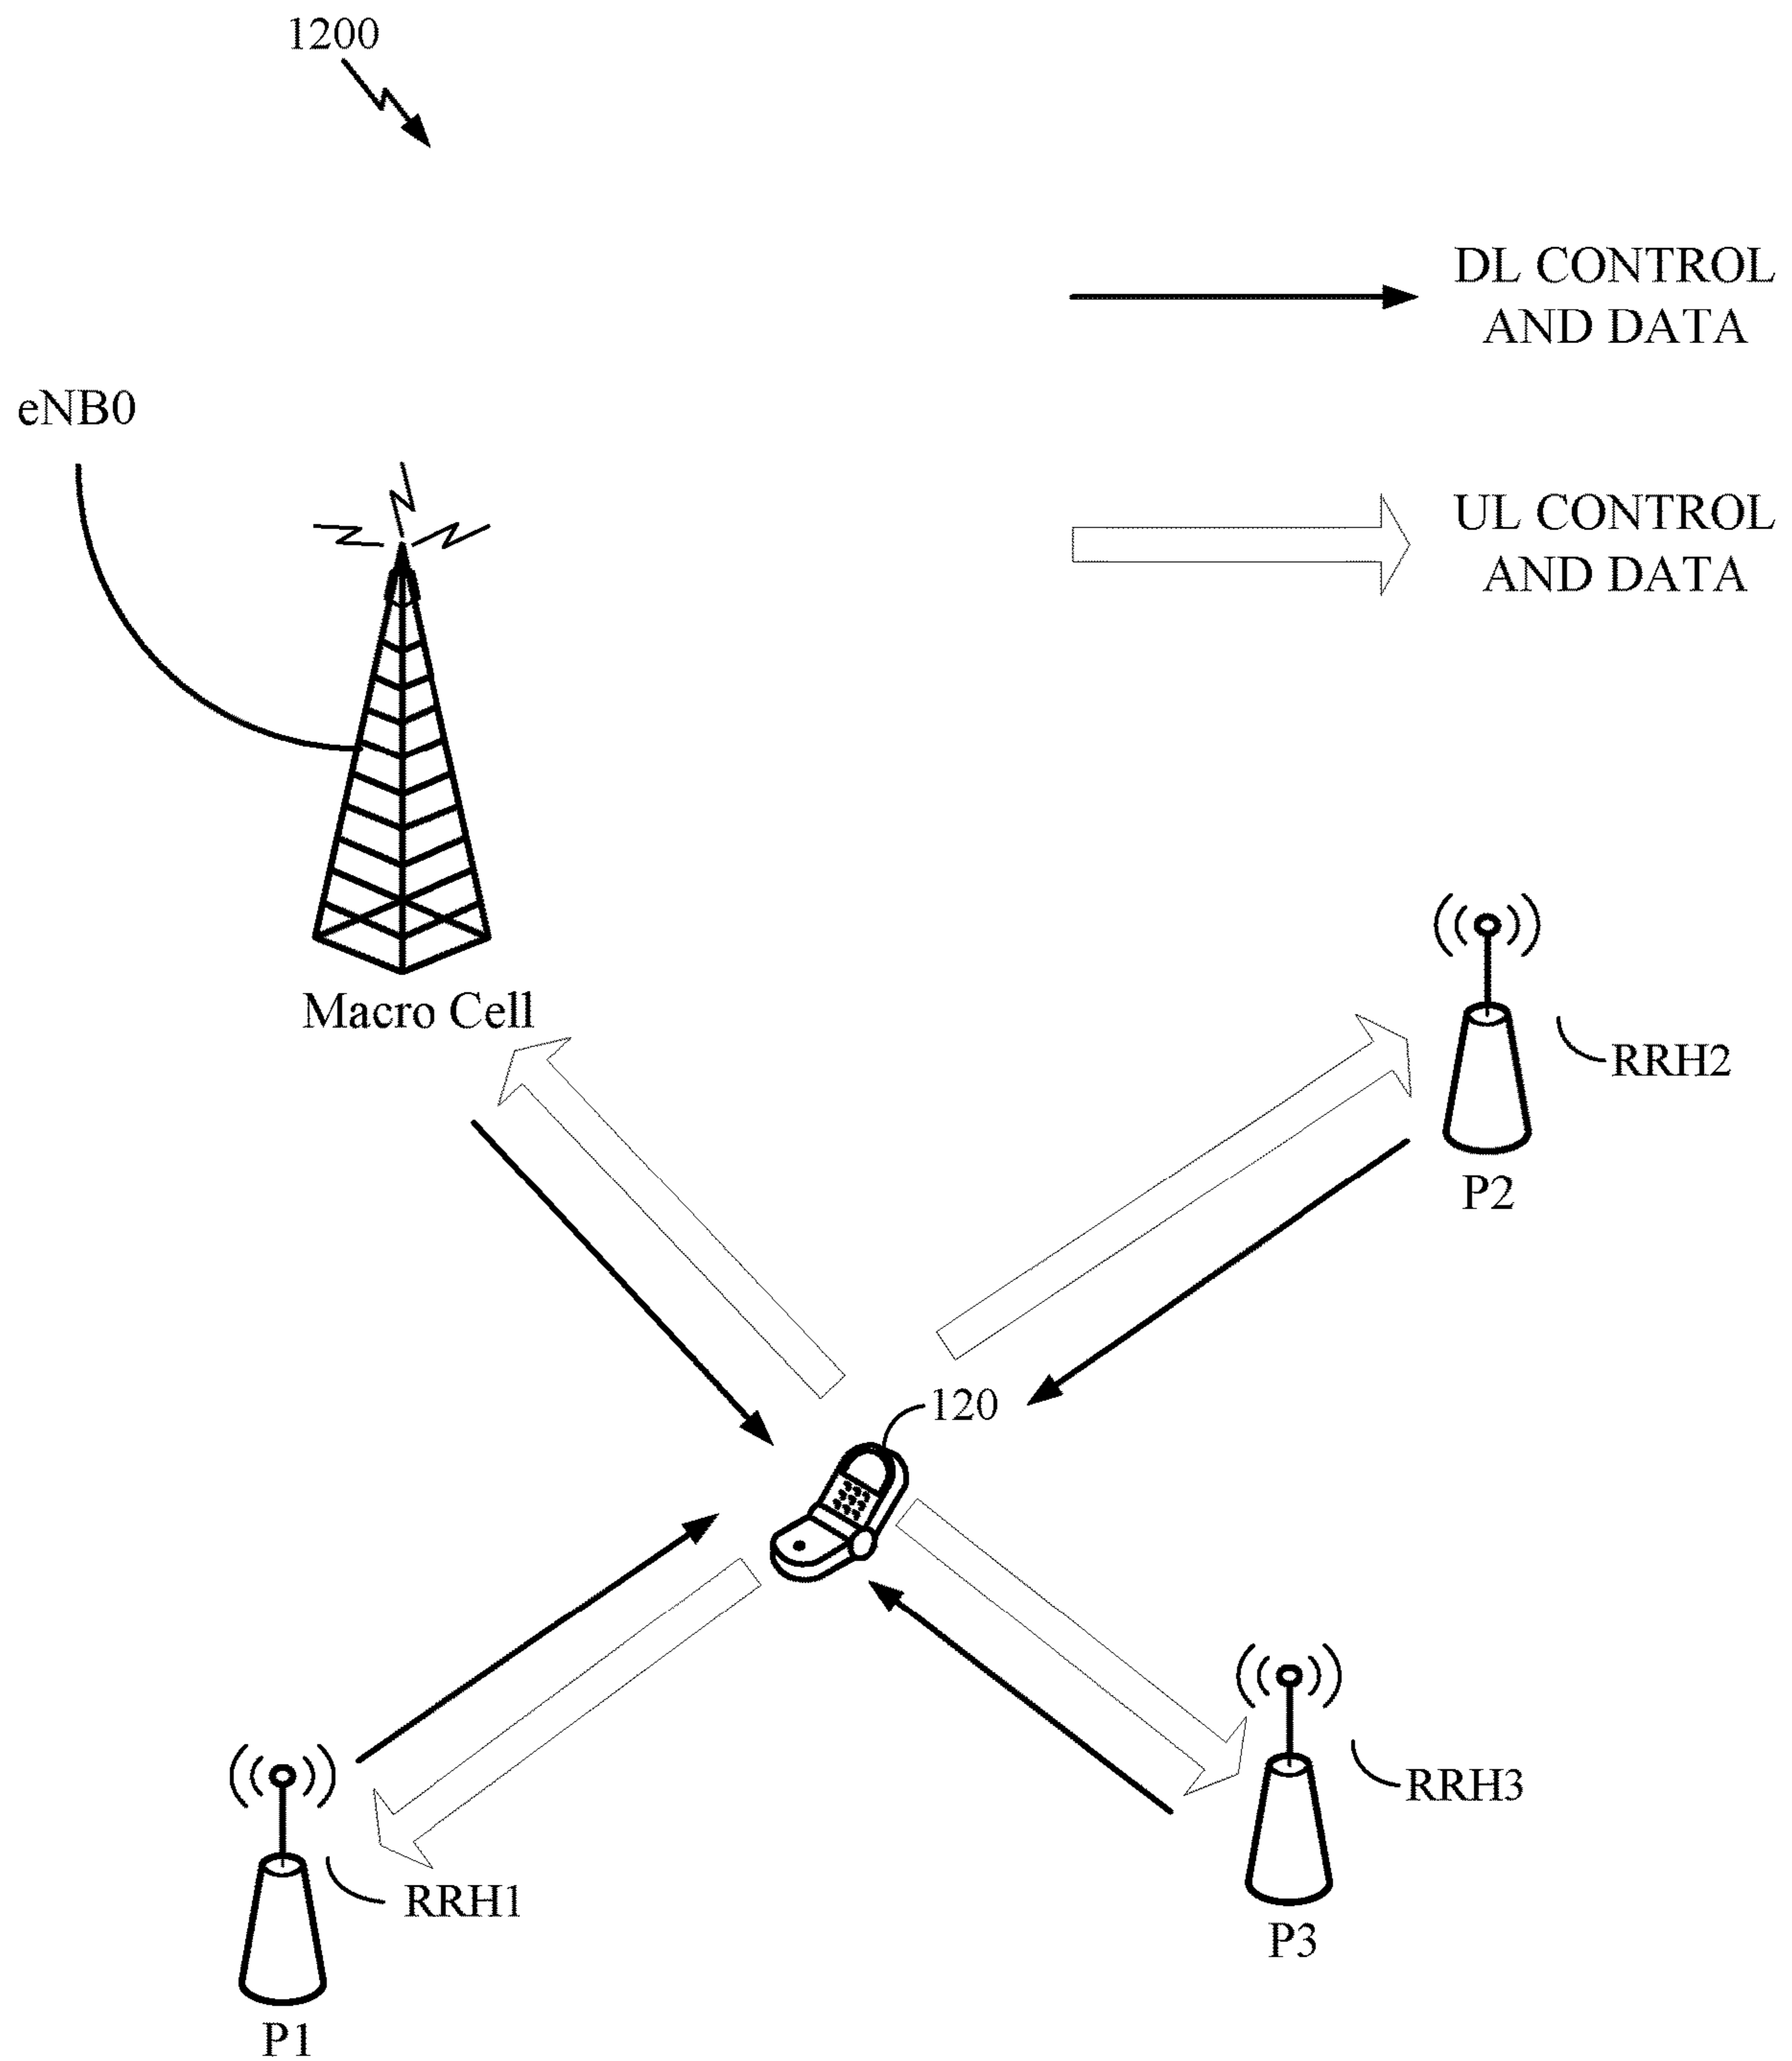 1200
DL CONTROL
AND DATA
eNB0
UL CONTROL
AND DATA
Macro Cell
RRH2
P2
120
RRH3
RRH1
P3
P1